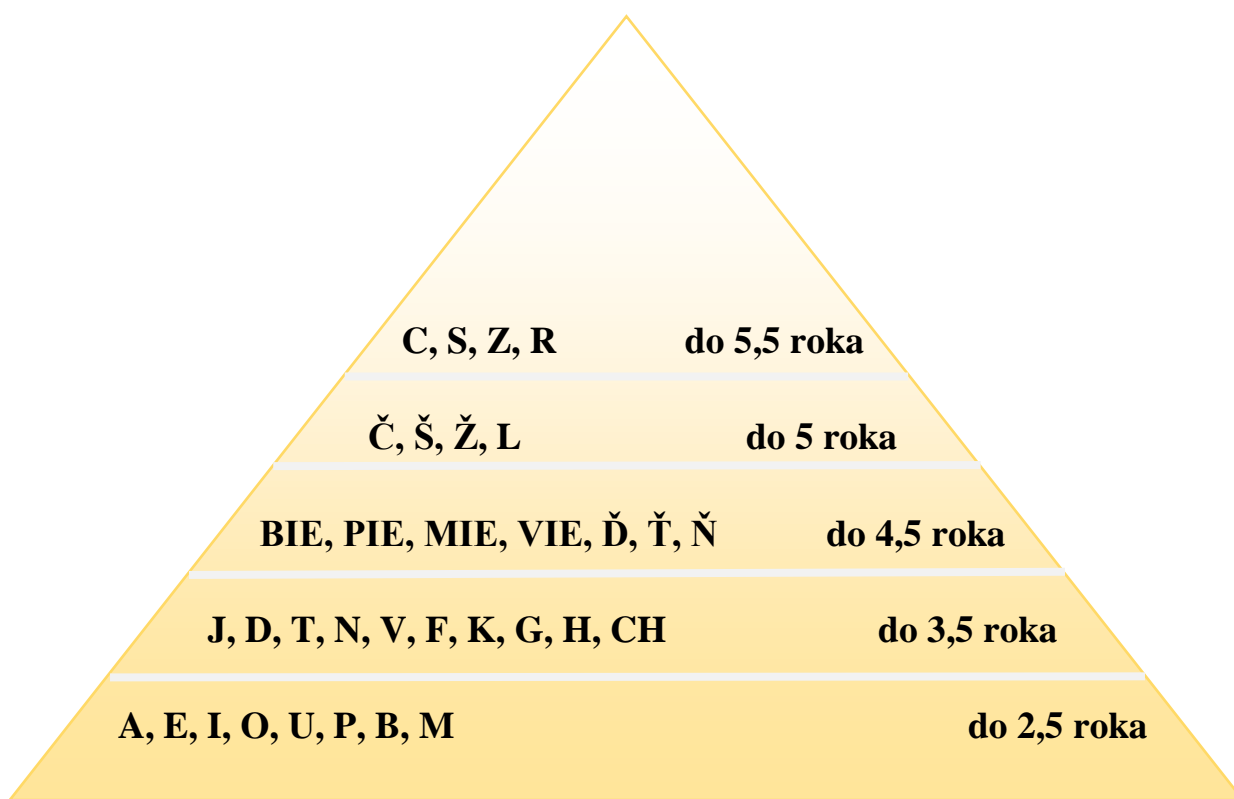 C, S, Z, R do 5,5 roka
Č, Š, Ž, L do 5 roka
BIE, PIE, MIE, VIE, Ď, Ť, Ň do 4,5 roka
J, D, T, N, V, F, K, G, H, CH do 3,5 roka
A, E, I, O, U, P, B, M do 2,5 roka